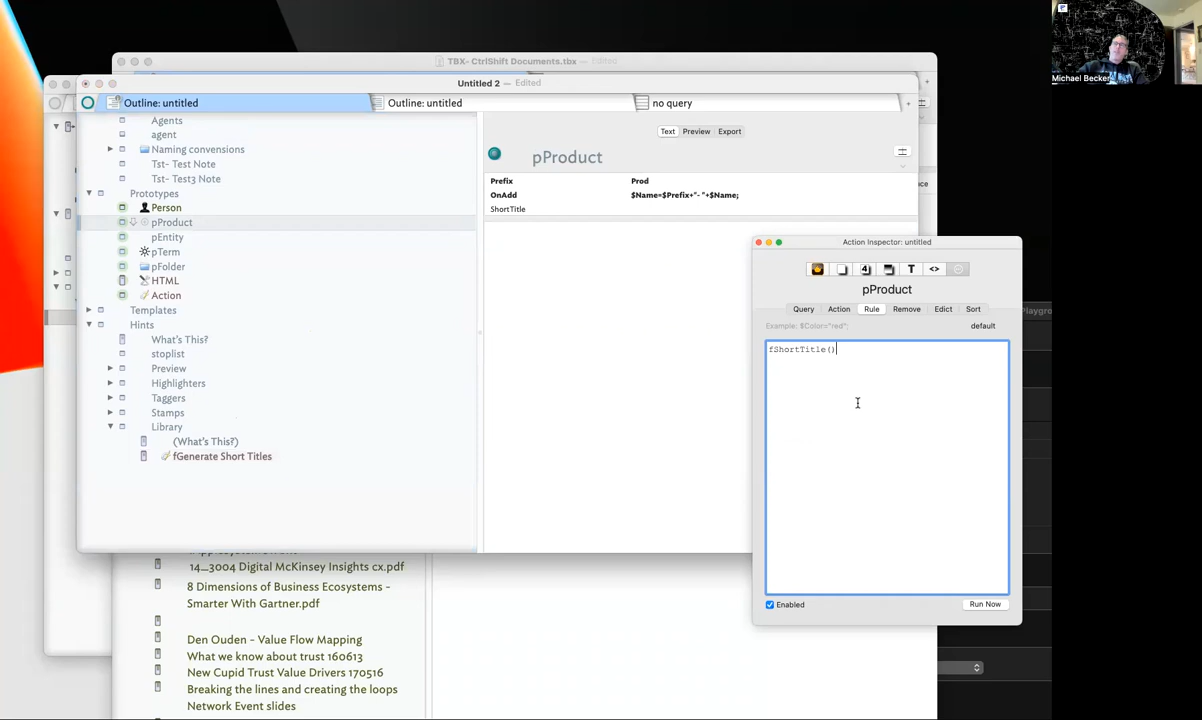 TBX- CtrlShift Documents.tbx — Edited
Untitled 2 — Edited
Outline: untitled
Outline: untitled
no query
Agents
agent
Naming convensions
Tst- Test Note
Tst- Test3 Note
Prototypes
Person
pProduct
pEntity
pTerm
pFolder
HTML
Action
Templates
Hints
What's This?
stoplist
Preview
Highlighters
Taggers
Stamps
Library
(What's This?)
fGenerate Short Titles
Text Preview Export
pProduct
Prefix Prod
OnAdd $Name=$Prefix+"- "+$Name;
ShortTitle
Action Inspector: untitled
pProduct
Query Action Rule Remove Edict Sort
Example: $Color="red"; default
fShortTitle()
Enabled
Run Now
14_3004 Digital McKinsey Insights cx.pdf
8 Dimensions of Business Ecosystems -
Smarter With Gartner.pdf
Den Ouden - Value Flow Mapping
What we know about trust 160613
New Cupid Trust Value Drivers 170516
Breaking the lines and creating the loops
Network Event slides
Michael Becker